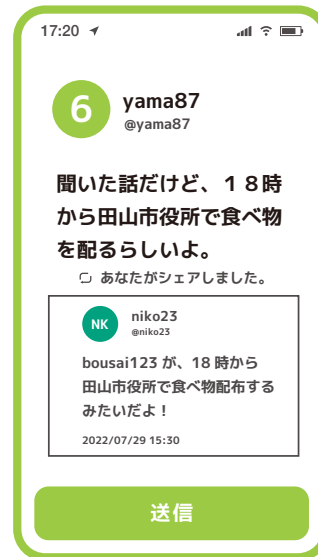 17:20
6
yama87
@yama87
聞いた話だけど、１８時
から田山市役所で食べ物
を配るらしいよ。
あなたがシェアしました。
NK
niko23
@niko23
bousai123 が、18 時から
田山市役所で食べ物配布する
みたいだよ！
2022/07/29 15:30
送信